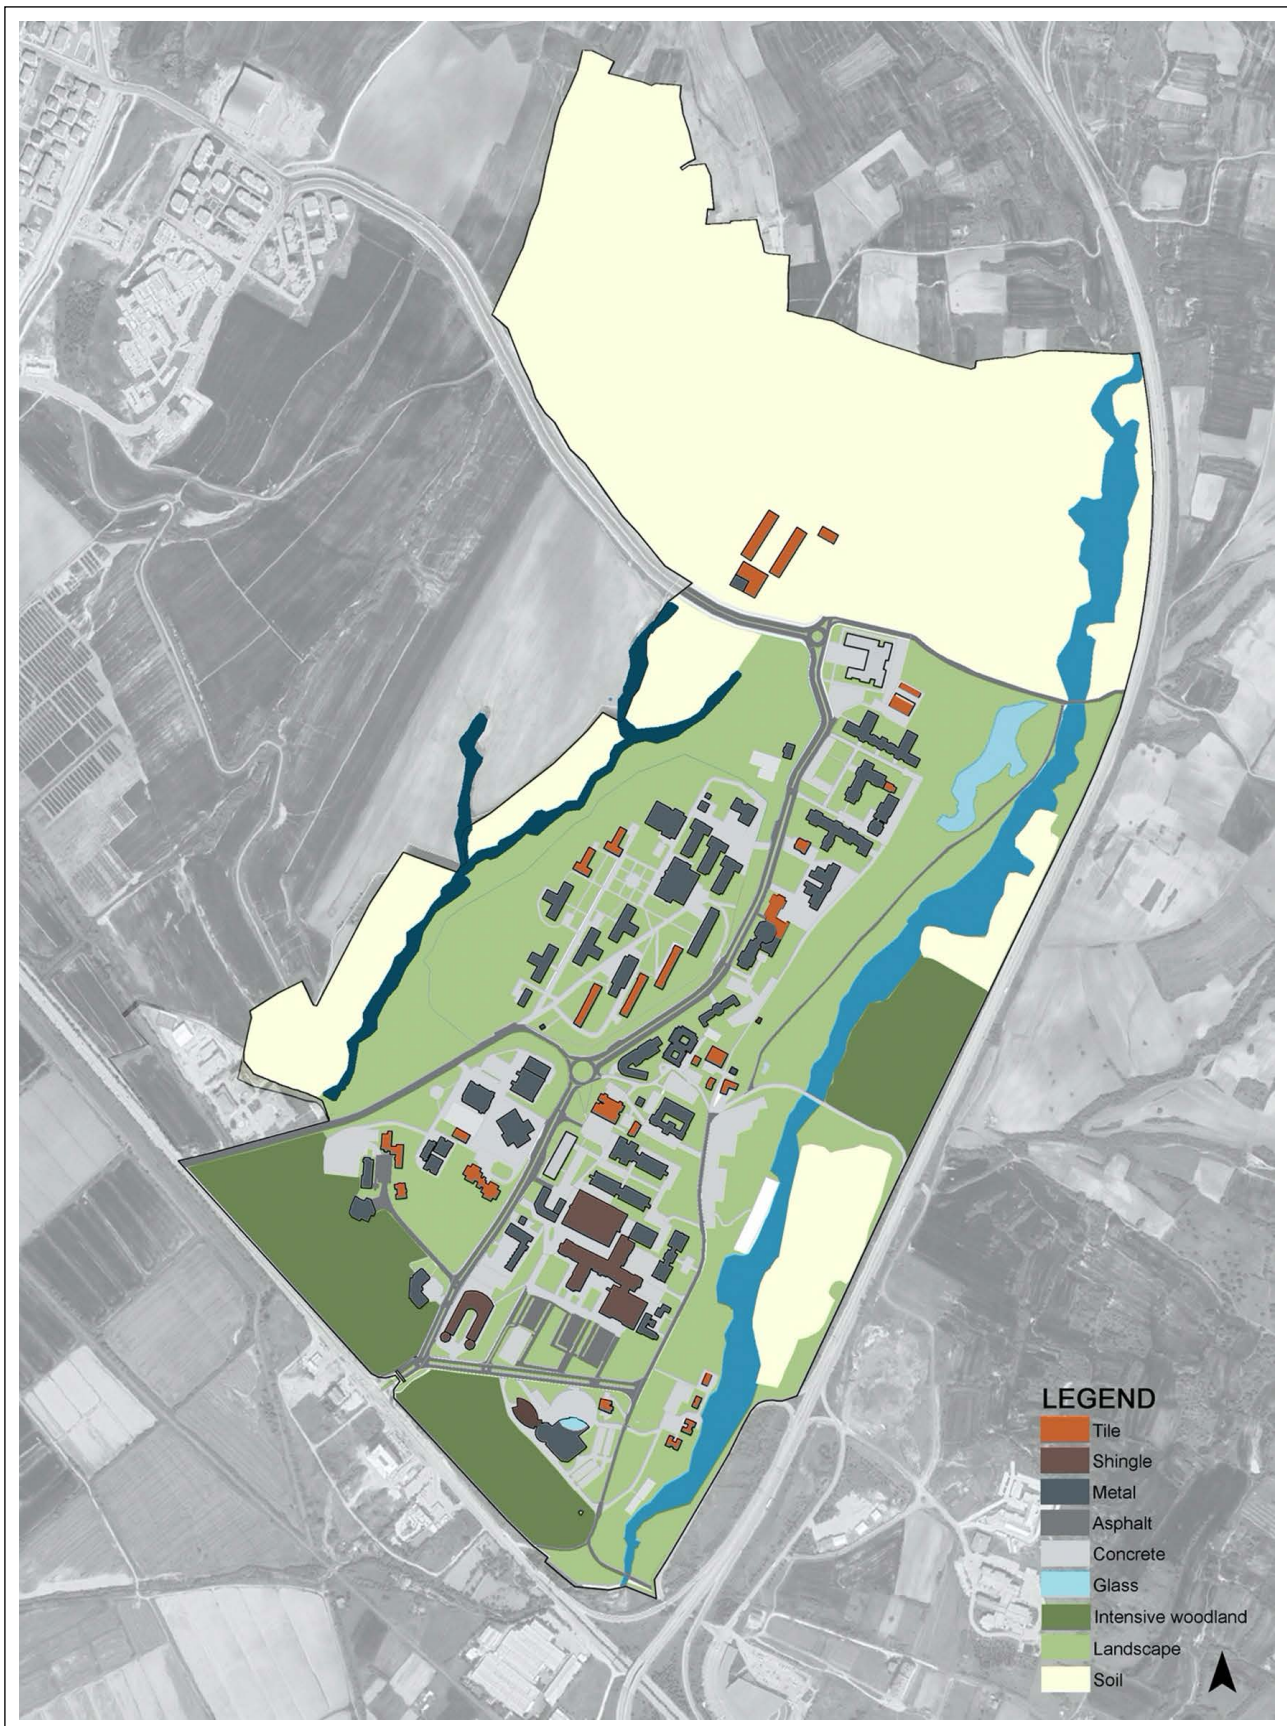 LEGEND
Tile
Shingle
Metal
Asphalt
Concrete
Glass
Intensive woodland
Landscape
Soil